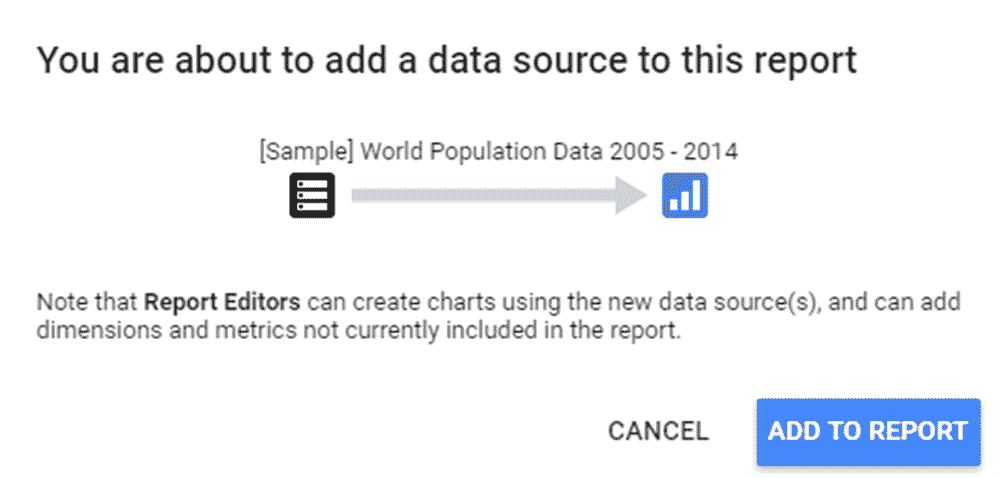 You are about to add a data source to this report
[Sample] World Population Data 2005 - 2014
Note that Report Editors can create charts using the new data source(s), and can add
dimensions and metrics not currently included in the report.
CANCEL
ADD TO REPORT